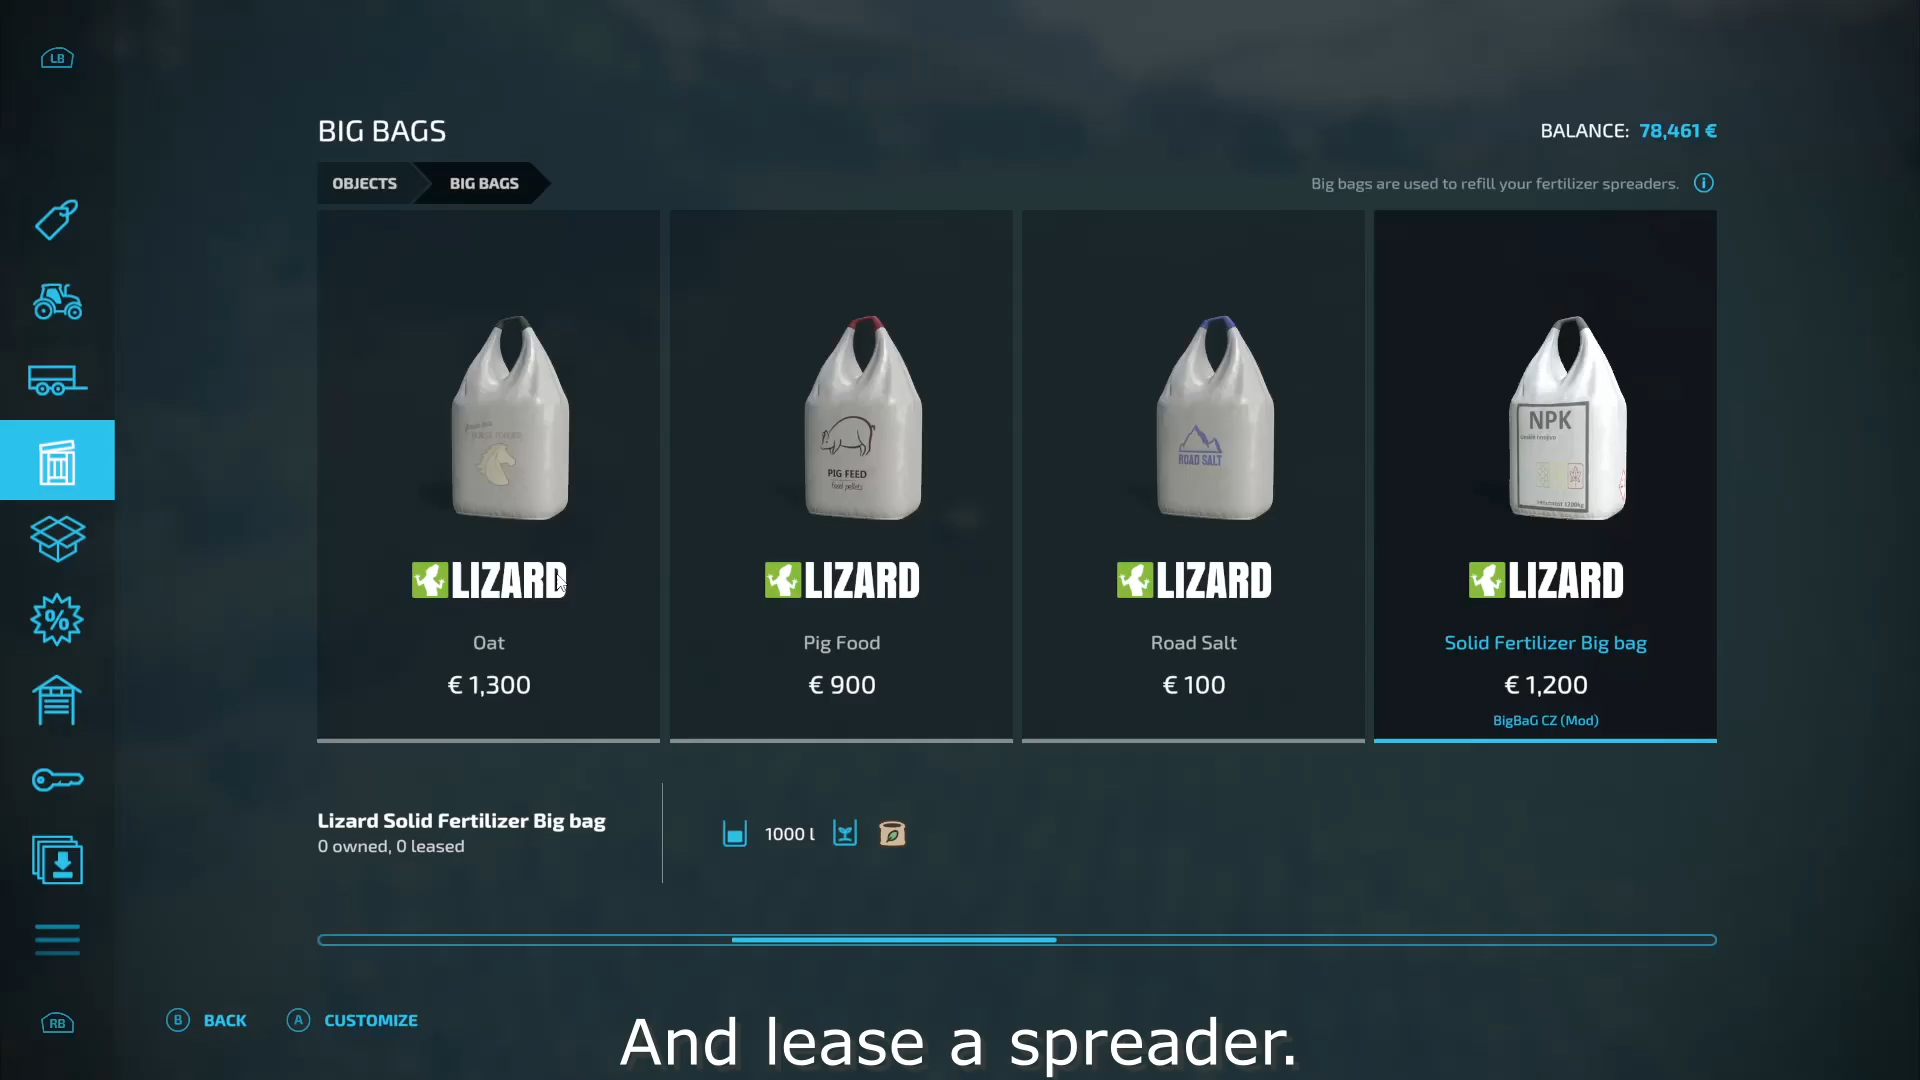 LB
BIG BAGS
BALANCE: 78,461 €
OBJECTS
BIG BAGS
Big bags are used to refill your fertilizer spreaders.
PIG FEED
feed pellets
ROAD SALT
NPK
LIZARD
LIZARD
LIZARD
LIZARD
Oat
Pig Food
Road Salt
Solid Fertilizer Big bag
€ 1,300
€ 900
€ 100
€ 1,200
BigBaG CZ (Mod)
Lizard Solid Fertilizer Big bag
0 owned, 0 leased
1000 l
RB
B BACK
A CUSTOMIZE
And lease a spreader.